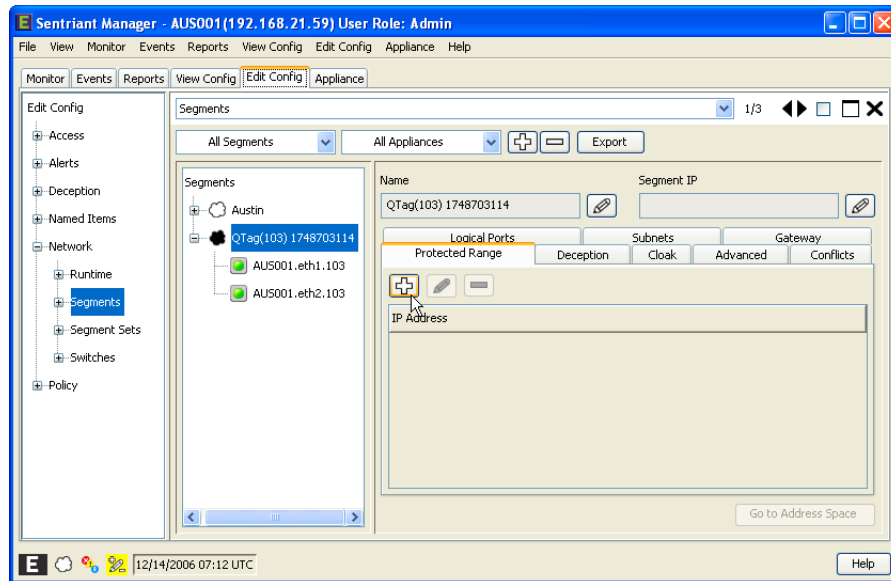 E Sentriant Manager - AUS001(192.168.21.59) User Role: Admin
File View Monitor Events Reports View Config Edit Config Appliance Help
Monitor Events Reports View Config Edit Config Appliance
Edit Config
Access
Alerts
Deception
Named Items
Network
Runtime
Segments
Segment Sets
Switches
Policy
Segments 1/3
All Segments All Appliances Export
Segments
Austin
QTag(103) 1748703114
AUS001.eth1.103
AUS001.eth2.103
Name Segment IP
QTag(103) 1748703114
Logical Ports Subnets Gateway
Protected Range Deception Cloak Advanced Conflicts
IP Address
Go to Address Space
E 12/14/2006 07:12 UTC Help